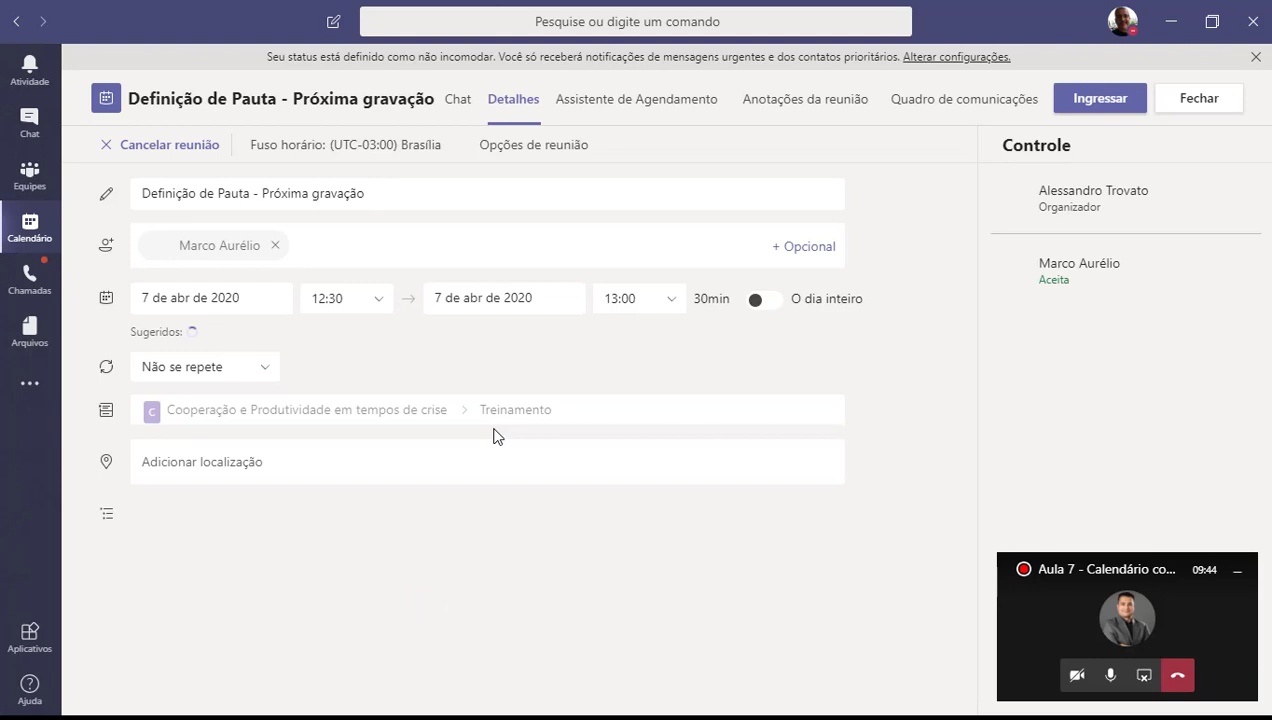 Pesquise ou digite um comando
Seu status está definido como não incomodar. Você só receberá notificações de mensagens urgentes e dos contatos prioritários. Alterar configurações.
Atividade
Chat
Equipes
Calendário
Chamadas
Arquivos
Aplicativos
Ajuda
Definição de Pauta - Próxima gravação Chat Detalhes Assistente de Agendamento Anotações da reunião Quadro de comunicações Ingressar Fechar
Cancelar reunião Fuso horário: (UTC-03:00) Brasília Opções de reunião
Definição de Pauta - Próxima gravação
Marco Aurélio + Opcional
7 de abr de 2020 12:30 7 de abr de 2020 13:00 30min O dia inteiro
Sugeridos:
Não se repete
C Cooperação e Produtividade em tempos de crise > Treinamento
Adicionar localização
Controle
Alessandro Trovato
Organizador
Marco Aurélio
Aceita
Aula 7 - Calendário co... 09:44